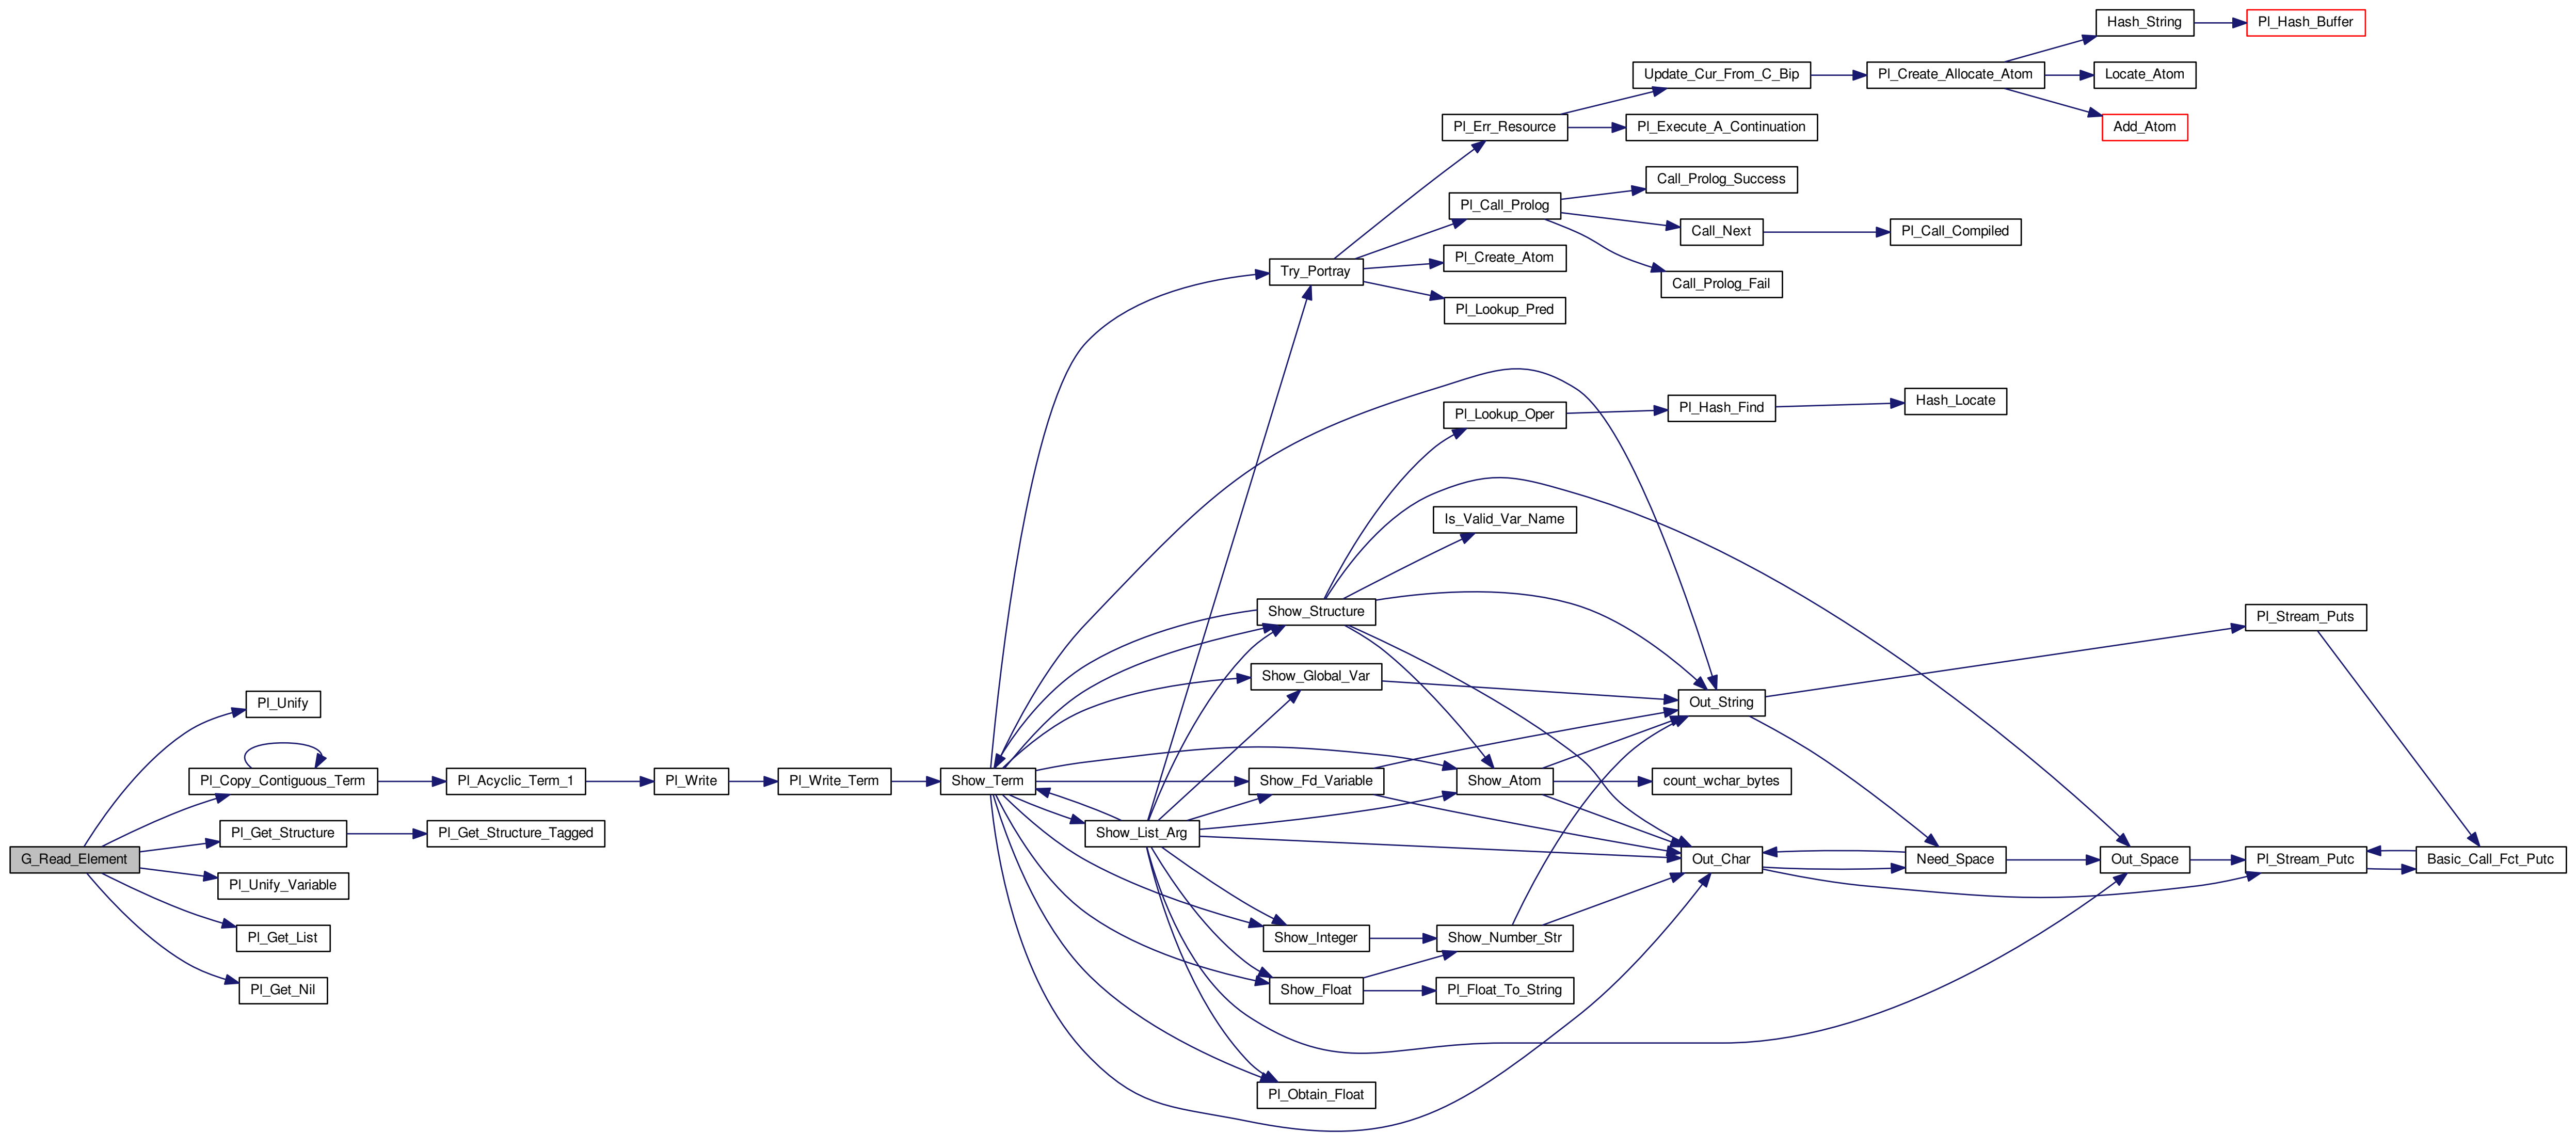 Hash_String
Pl_Hash_Buffer
Update_Cur_From_C_Bip
Pl_Create_Allocate_Atom
Locate_Atom
Pl_Err_Resource
Pl_Execute_A_Continuation
Add_Atom
Call_Prolog_Success
Pl_Call_Prolog
Call_Next
Pl_Call_Compiled
Try_Portray
Pl_Create_Atom
Call_Prolog_Fail
Pl_Lookup_Pred
Pl_Lookup_Oper
Pl_Hash_Find
Hash_Locate
Is_Valid_Var_Name
Show_Structure
Pl_Stream_Puts
Show_Global_Var
Out_String
Pl_Unify
Pl_Copy_Contiguous_Term
Pl_Acyclic_Term_1
Pl_Write
Pl_Write_Term
Show_Term
Show_Fd_Variable
Show_Atom
count_wchar_bytes
Pl_Get_Structure
Pl_Get_Structure_Tagged
Show_List_Arg
G_Read_Element
Out_Char
Need_Space
Out_Space
Pl_Stream_Putc
Basic_Call_Fct_Putc
Pl_Unify_Variable
Pl_Get_List
Show_Integer
Show_Number_Str
Pl_Get_Nil
Show_Float
Pl_Float_To_String
Pl_Obtain_Float